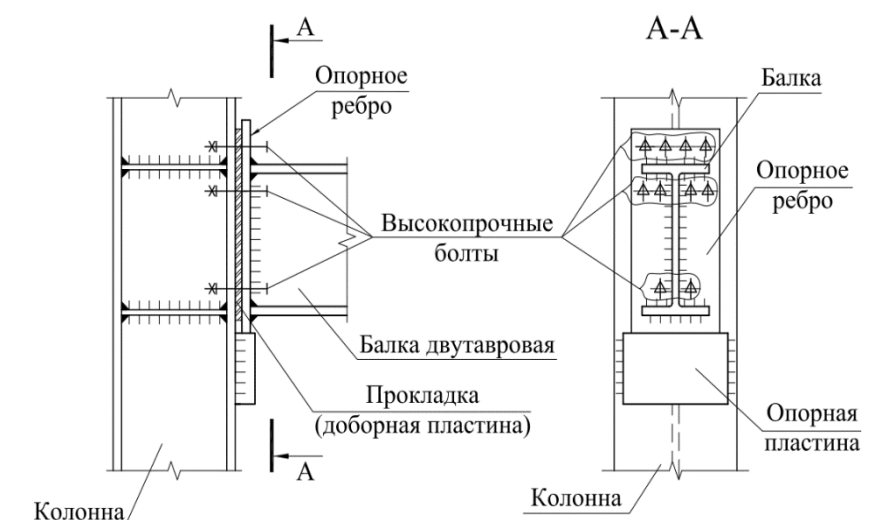 А
А-А
Опорное
ребро
Балка
Опорное
ребро
Высокопрочные
болты
Балка двутавровая
Прокладка
(доборная пластина)
Опорная
пластина
А
Колонна
Колонна